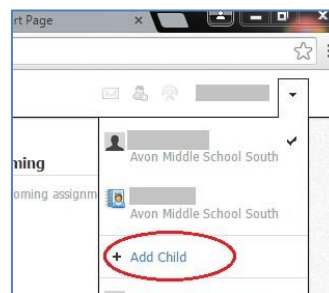 rt Page
ming
oming assignm
Avon Middle School South
Avon Middle School South
+ Add Child